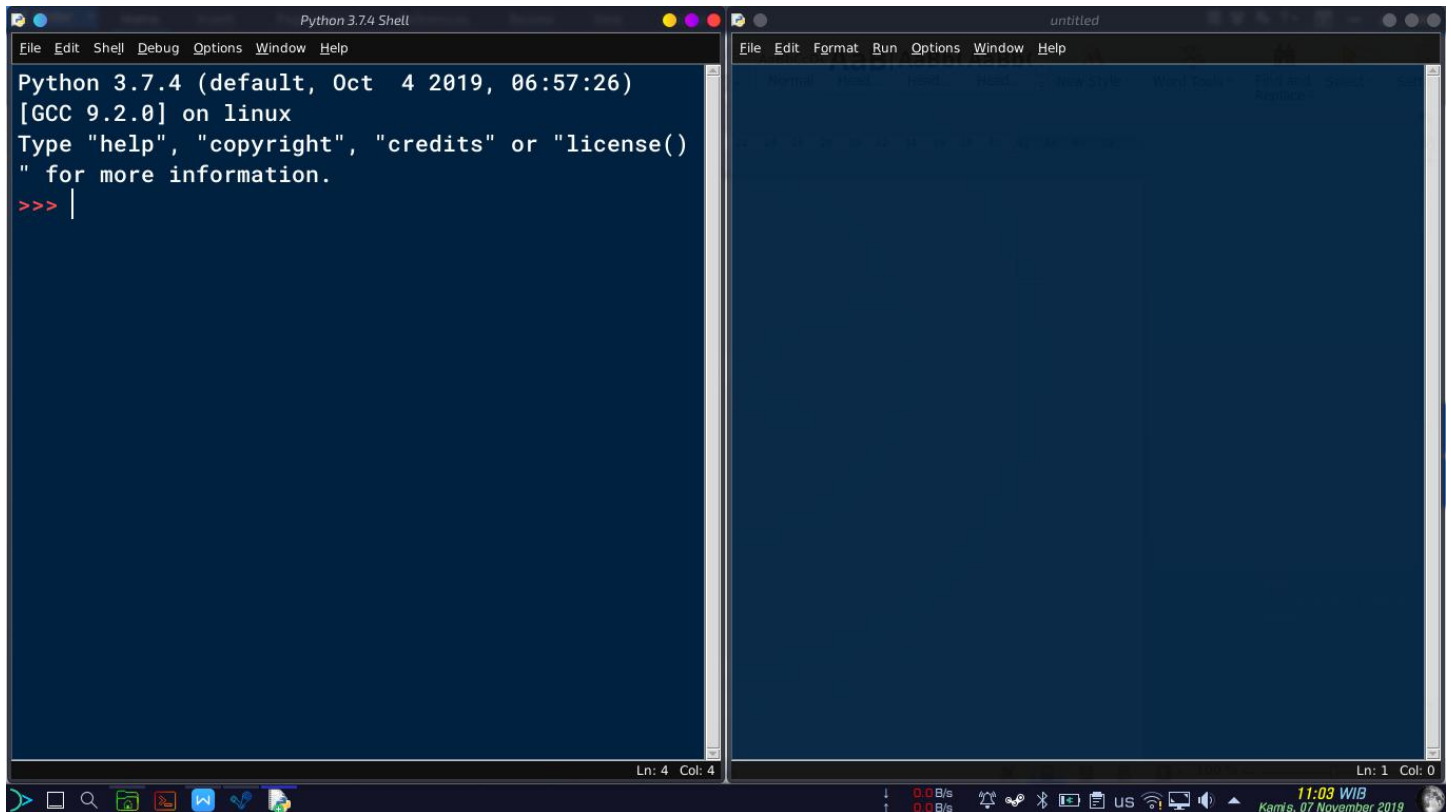 Python 3.7.4 Shell
File Edit Shell Debug Options Window Help
Python 3.7.4 (default, Oct  4 2019, 06:57:26)
[GCC 9.2.0] on linux
Type "help", "copyright", "credits" or "license()
" for more information.
>>>
Ln: 4 Col: 4
untitled
File Edit Format Run Options Window Help
Ln: 1 Col: 0
↓ 0.0B/s
↑ 0.0B/s
us
11:03 WIB
Kamis, 07 November 2019